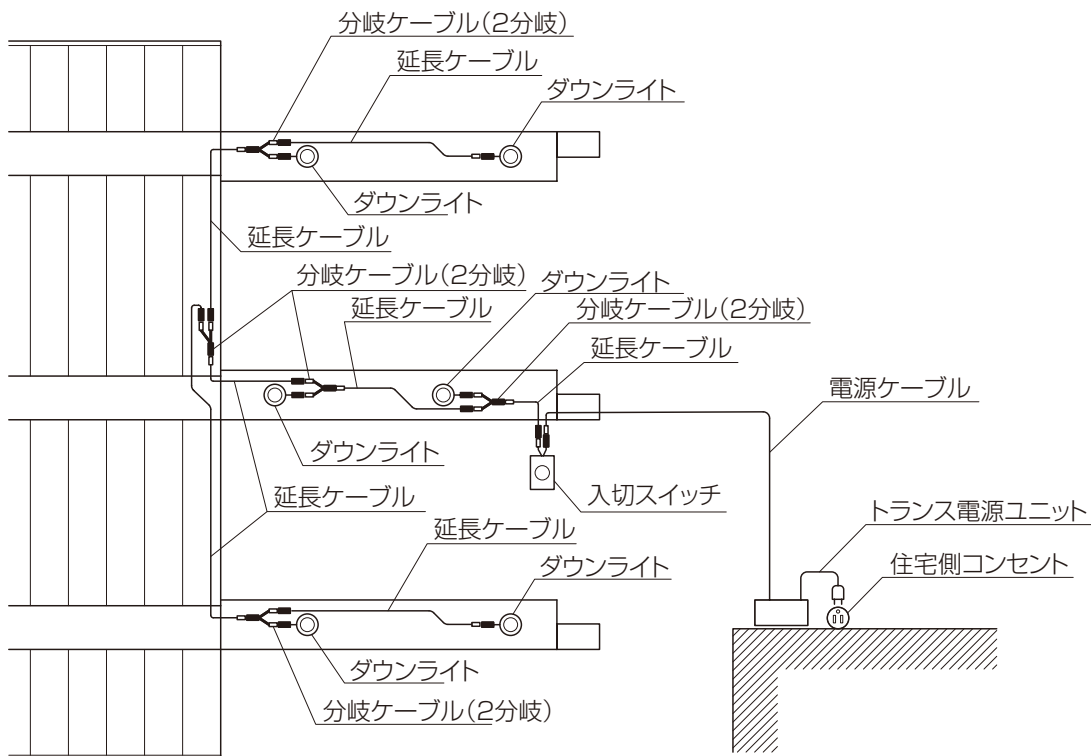 分岐ケーブル（2分岐）
延長ケーブル
ダウンライト
ダウンライト
延長ケーブル
分岐ケーブル（2分岐）
ダウンライト
延長ケーブル
分岐ケーブル（2分岐）
延長ケーブル
電源ケーブル
ダウンライト
延長ケーブル
入切スイッチ
トランス電源ユニット
延長ケーブル
住宅側コンセント
ダウンライト
ダウンライト
分岐ケーブル（2分岐）